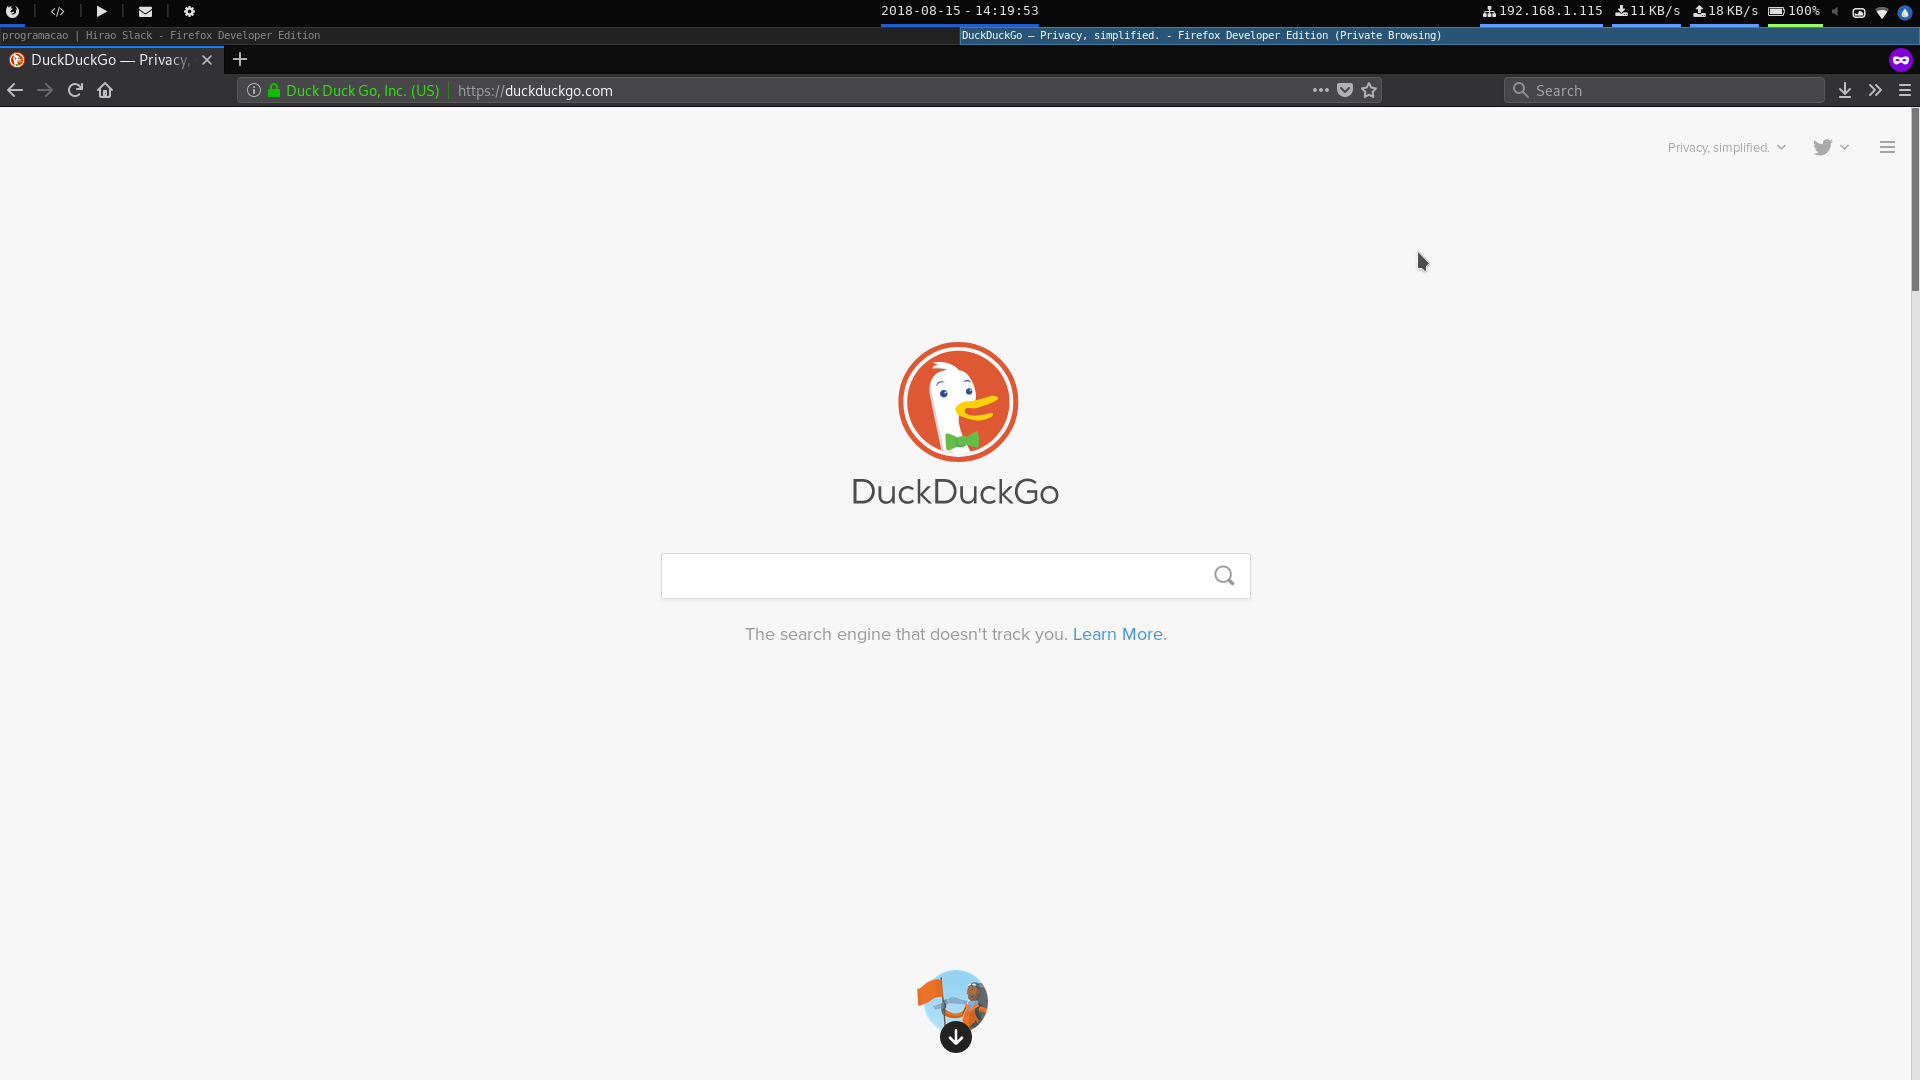 2018-08-15 - 14:19:53
192.168.1.115 11 KB/s 18 KB/s 100%
programacao | Hirao Slack - Firefox Developer Edition
DuckDuckGo — Privacy, simplified. - Firefox Developer Edition (Private Browsing)
DuckDuckGo — Privacy,
Duck Duck Go, Inc. (US)
https://duckduckgo.com
Search
Privacy, simplified.
DuckDuckGo
The search engine that doesn't track you. Learn More.